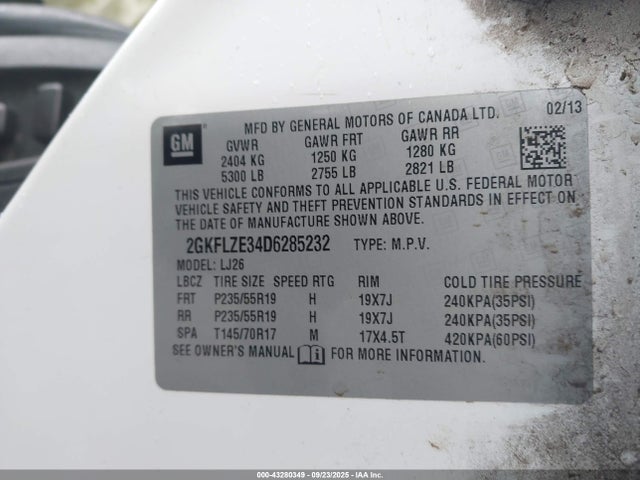 GM
MFD BY GENERAL MOTORS OF CANADA LTD. 02/13
GVWR GAWR FRT GAWR RR
2404 KG 1250 KG 1280 KG
5300 LB 2755 LB 2821 LB
THIS VEHICLE CONFORMS TO ALL APPLICABLE U.S. FEDERAL MOTOR
VEHICLE SAFETY AND THEFT PREVENTION STANDARDS IN EFFECT ON
THE DATE OF MANUFACTURE SHOWN ABOVE.
2GKFLZE34D6285232 TYPE: M.P.V.
MODEL: LJ26
LBCZ TIRE SIZE SPEED RTG RIM COLD TIRE PRESSURE
FRT P235/55R19 H 19X7J 240KPA(35PSI)
RR P235/55R19 H 19X7J 240KPA(35PSI)
SPA T145/70R17 M 17X4.5T 420KPA(60PSI)
SEE OWNER'S MANUAL i FOR MORE INFORMATION.
000-43280349 - 09/23/2025 - IAAI, Inc.